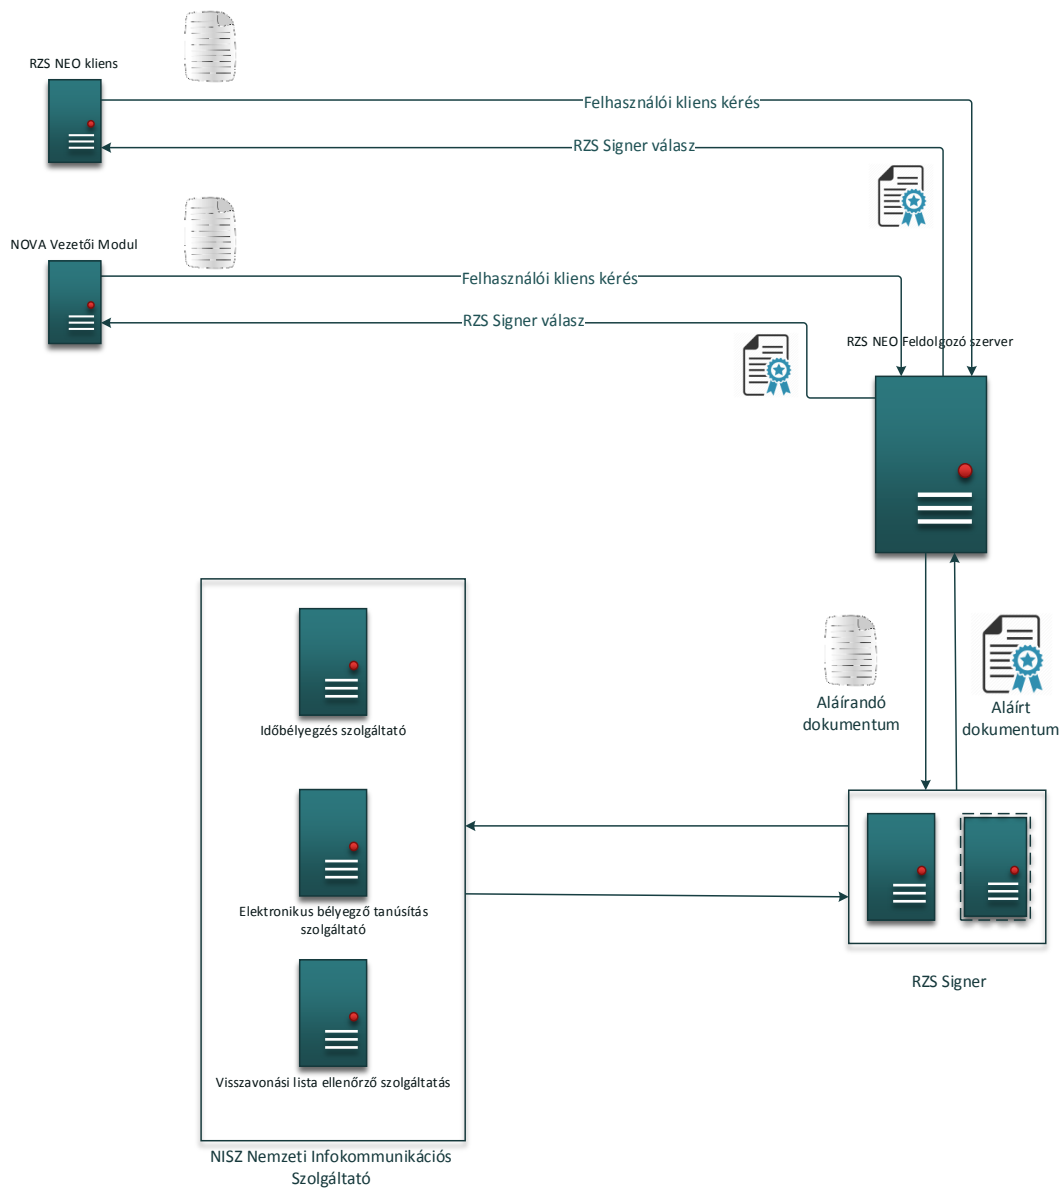 RZS NEO kliens
Felhasználói kliens kérés
RZS Signer válasz
NOVA Vezetői Modul
Felhasználói kliens kérés
RZS Signer válasz
RZS NEO Feldolgozó szerver
Aláírandó
dokumentum
Aláírt
dokumentum
Időbélyegzés szolgáltató
Elektronikus bélyegző tanúsítás
szolgáltató
Visszavonási lista ellenőrző szolgáltatás
RZS Signer
NISZ Nemzeti Infokommunikációs
Szolgáltató